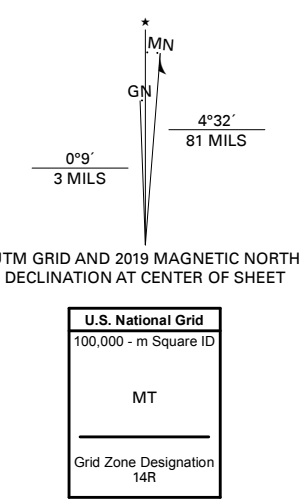 ★
MN
GN
4°32´
81 MILS
0°9´
3 MILS
UTM GRID AND 2019 MAGNETIC NORTH
DECLINATION AT CENTER OF SHEET
U.S. National Grid
100,000 - m Square ID
MT
Grid Zone Designation
14R